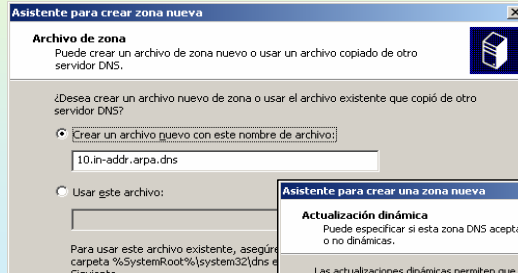 Asistente para crear zona nueva
Archivo de zona
Puede crear un archivo de zona nuevo o usar un archivo copiado de otro
servidor DNS.
¿Desea crear un archivo nuevo de zona o usar el archivo existente que copió de otro
servidor DNS?
Crear un archivo nuevo con este nombre de archivo:
10.in-addr.arpa.dns
Usar este archivo:
Para usar este archivo existente, asegúre
carpeta %SystemRoot%\system32\dns e
Asistente para crear una zona nueva
Actualización dinámica
Puede especificar si esta zona DNS acepta
o no dinámicas.
Las actualizaciones dinámicas permiten que